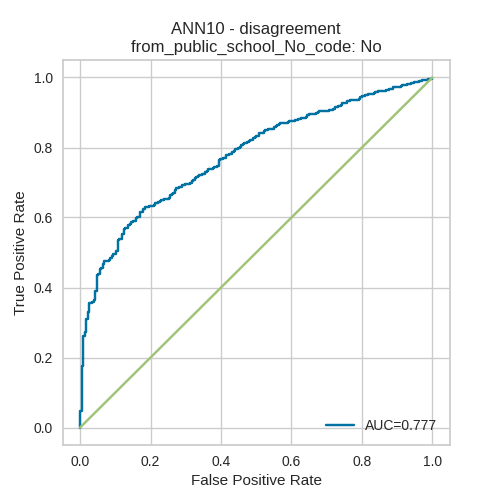 ANN10 - disagreement
from_public_school_No_code: No
True Positive Rate
1.0
0.8
0.6
0.4
0.2
0.0
AUC=0.777
0.0 0.2 0.4 0.6 0.8 1.0
False Positive Rate